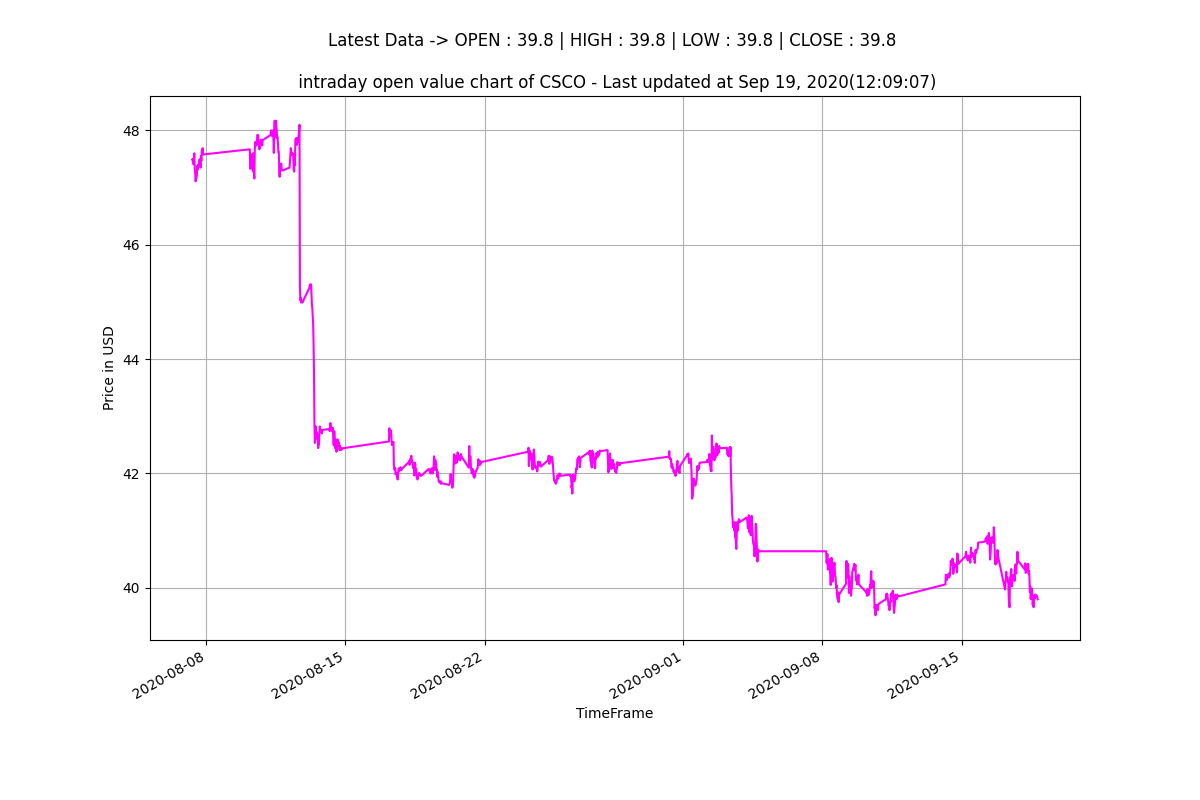 Latest Data -> OPEN : 39.8 | HIGH : 39.8 | LOW : 39.8 | CLOSE : 39.8
intraday open value chart of CSCO - Last updated at Sep 19, 2020(12:09:07)
48
46
44
42
40
Price in USD
2020-08-08
2020-08-15
2020-08-22
2020-09-01
2020-09-08
2020-09-15
TimeFrame